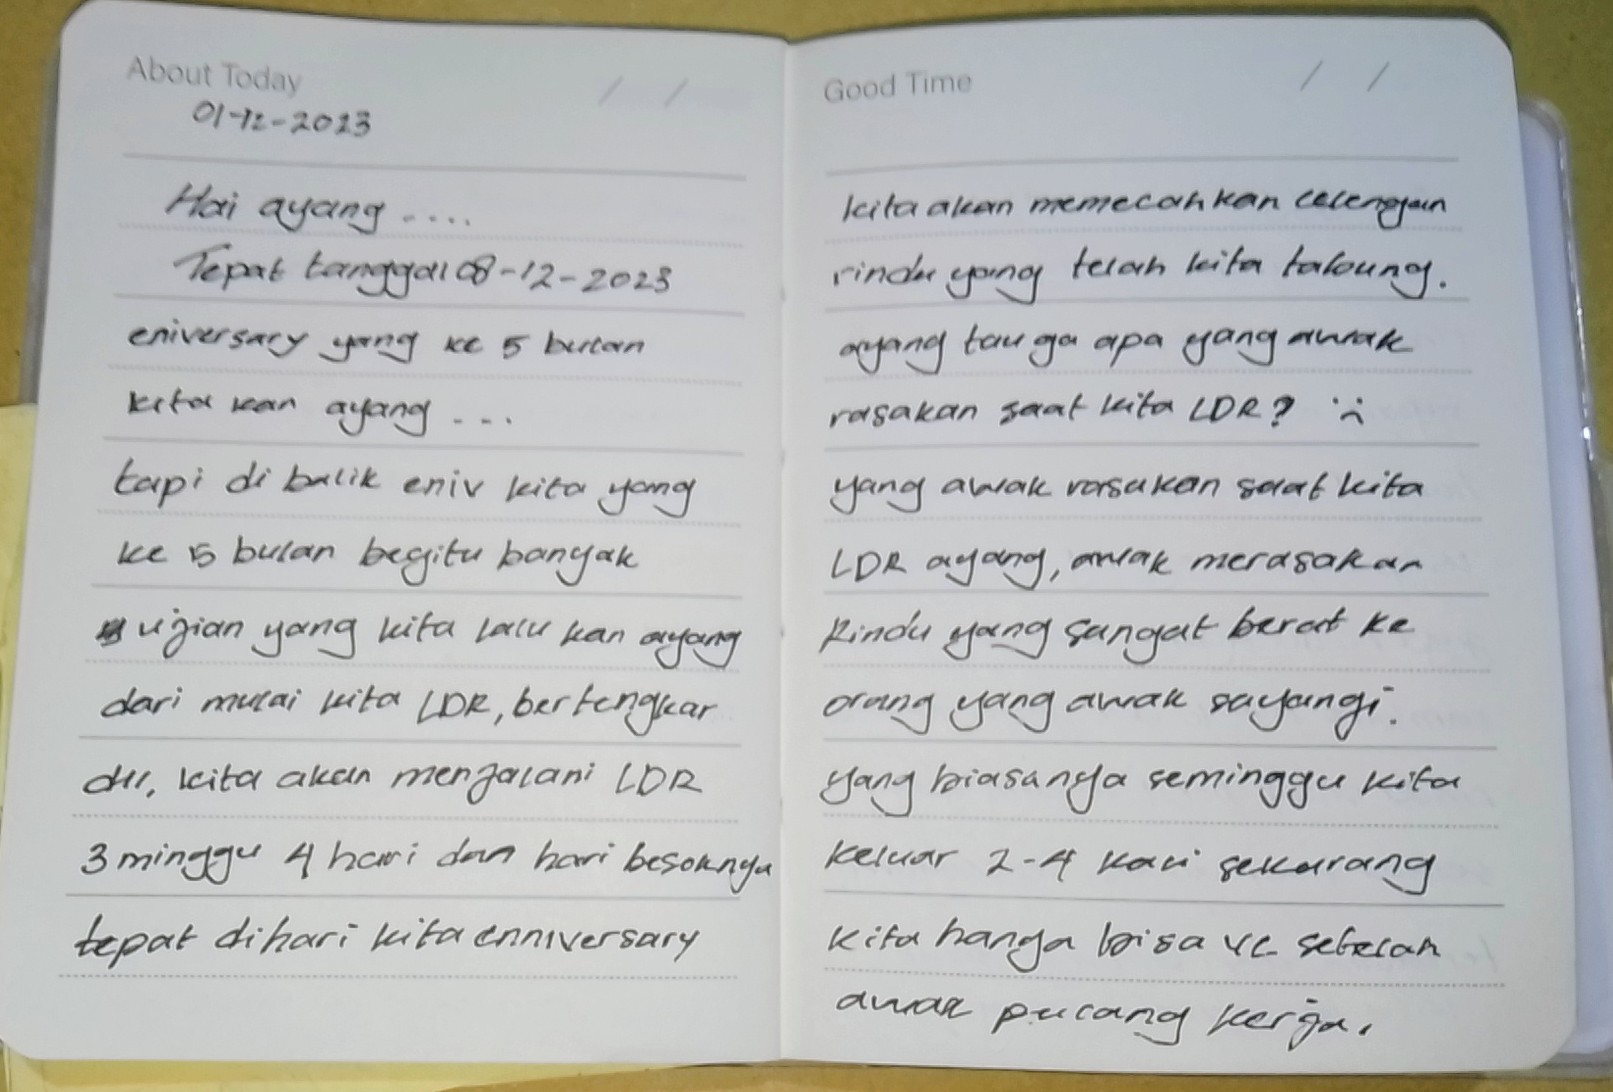 About Today / /
01-12-2023
Hai ayang ....
Tepat tanggal 08-12-2023
eniversary yang ke 5 bulan
kita kan ayang ...
tapi di balik eniv kita yang
ke 5 bulan begitu banyak
ujian yang kita lalu kan ayang
dari mulai kita LDR, bertengkar
dll, kita akan menjalani LDR
3 minggu 4 hari dan hari besoknya
tepat dihari kita enniversary
Good Time / /
kita akan memecahkan celengan
rindu yang telah kita tabung.
ayang tau ga apa yang awak
rasakan saat kita LDR? :(
yang awak rasakan saat kita
LDR ayang, awak merasakan
Rindu yang sangat berat ke
orang yang awak sayangi.
yang biasanya seminggu kita
keluar 2-4 kali sekarang
kita hanya bisa VC setelah
awak pulang kerja.